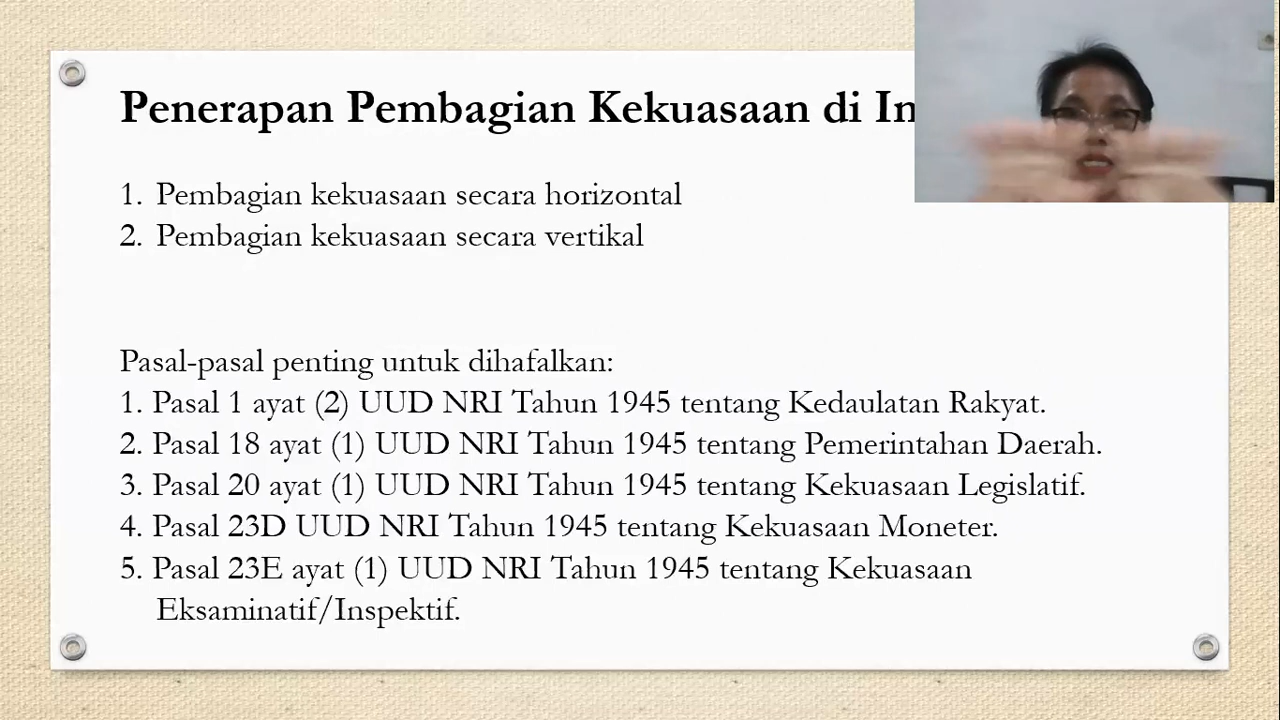 Penerapan Pembagian Kekuasaan di
1. Pembagian kekuasaan secara horizontal
2. Pembagian kekuasaan secara vertikal
Pasal-pasal penting untuk dihafalkan:
1. Pasal 1 ayat (2) UUD NRI Tahun 1945 tentang Kedaulatan Rakyat.
2. Pasal 18 ayat (1) UUD NRI Tahun 1945 tentang Pemerintahan Daerah.
3. Pasal 20 ayat (1) UUD NRI Tahun 1945 tentang Kekuasaan Legislatif.
4. Pasal 23D UUD NRI Tahun 1945 tentang Kekuasaan Moneter.
5. Pasal 23E ayat (1) UUD NRI Tahun 1945 tentang Kekuasaan
Eksaminatif/Inspektif.